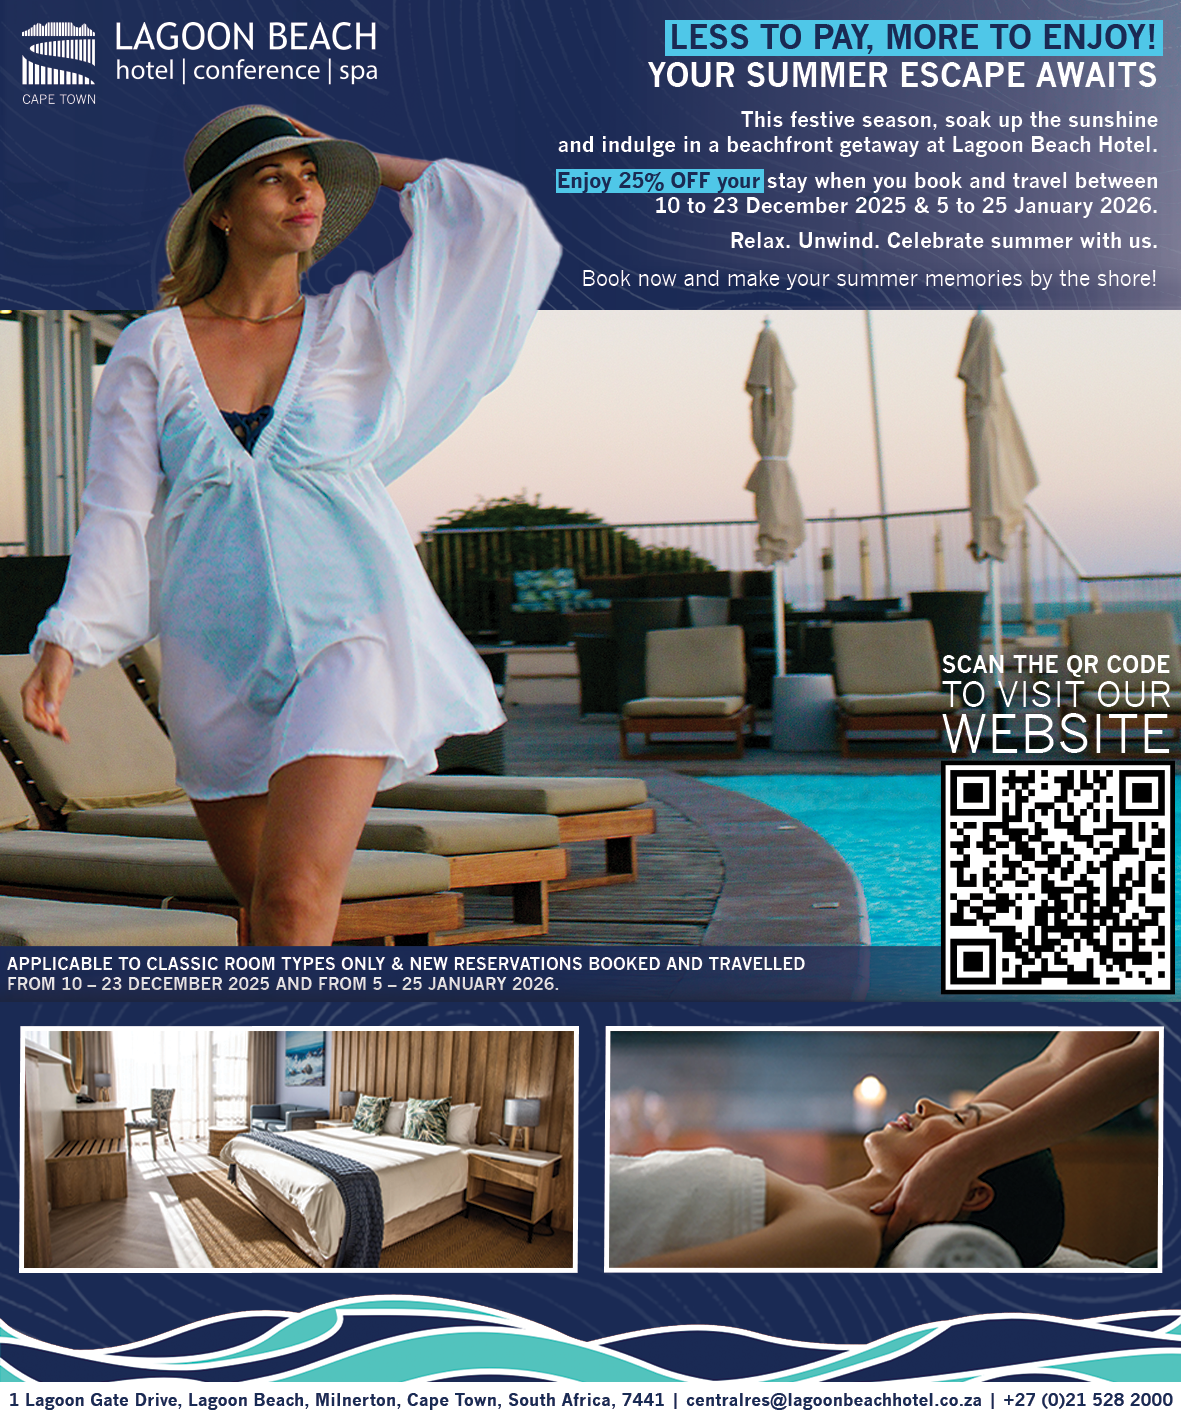 LAGOON BEACH
hotel | conference | spa
CAPE TOWN
LESS TO PAY, MORE TO ENJOY!
YOUR SUMMER ESCAPE AWAITS
This festive season, soak up the sunshine
and indulge in a beachfront getaway at Lagoon Beach Hotel.
Enjoy 25% OFF your stay when you book and travel between
10 to 23 December 2025 & 5 to 25 January 2026.
Relax. Unwind. Celebrate summer with us.
Book now and make your summer memories by the shore!
SCAN THE QR CODE
TO VISIT OUR
WEBSITE
APPLICABLE TO CLASSIC ROOM TYPES ONLY & NEW RESERVATIONS BOOKED AND TRAVELLED
FROM 10 – 23 DECEMBER 2025 AND FROM 5 – 25 JANUARY 2026.
1 Lagoon Gate Drive, Lagoon Beach, Milnerton, Cape Town, South Africa, 7441 | centralres@lagoonbeachhotel.co.za | +27 (0)21 528 2000